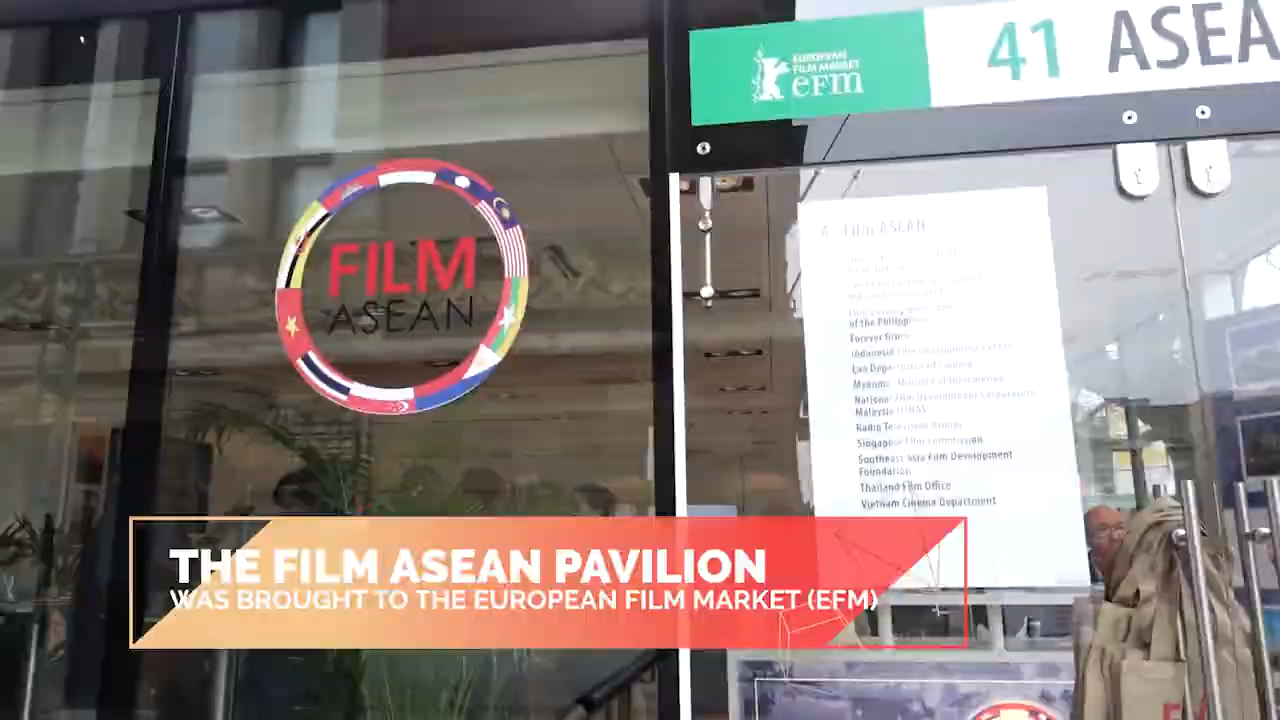 EUROPEAN
FILM MARKET
efm
41 ASEA
FILM
ASEAN
Film ASEAN
of the Philipp
Forever Group
Indonesia Film Development Center
Lao Department of Cinema
Myanmar Ministry of Information
National Film Development Corporation
Malaysia (FINAS)
Radio Television Brunei
Singapore Film Commission
Southeast Asia Film Development
Foundation
Thailand Film Office
Vietnam Cinema Department
THE FILM ASEAN PAVILION
WAS BROUGHT TO THE EUROPEAN FILM MARKET (EFM)